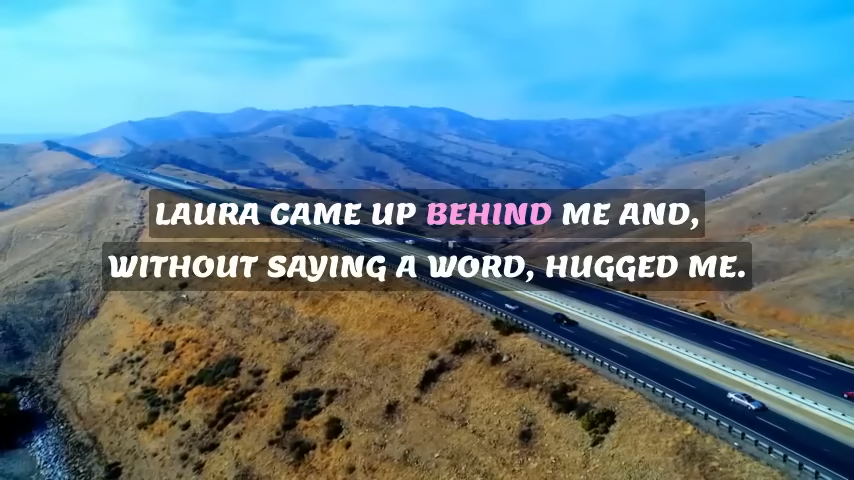 LAURA CAME UP BEHIND ME AND,
WITHOUT SAYING A WORD, HUGGED ME.